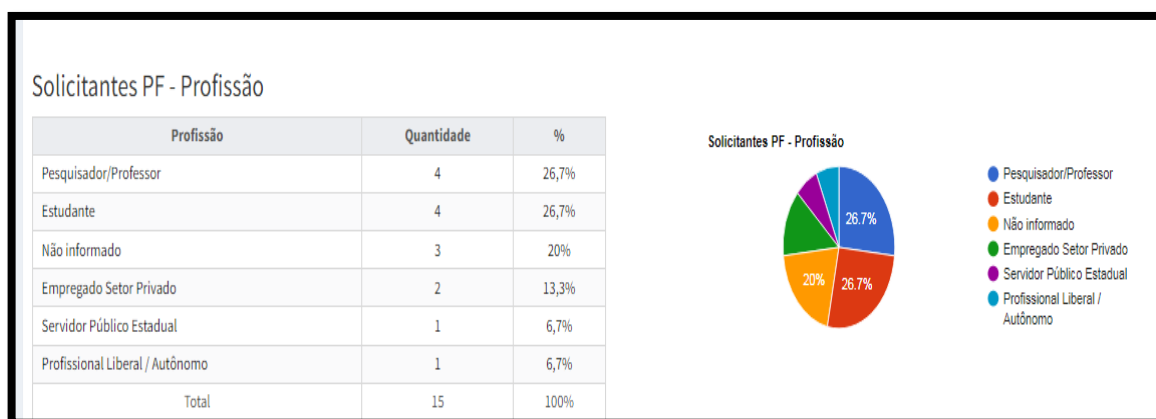 Solicitantes PF - Profissão
Profissão Quantidade %
Pesquisador/Professor 4 26,7%
Estudante 4 26,7%
Não informado 3 20%
Empregado Setor Privado 2 13,3%
Servidor Público Estadual 1 6,7%
Profissional Liberal / Autônomo 1 6,7%
Total 15 100%
Solicitantes PF - Profissão
26.7%
26.7%
20%
Pesquisador/Professor
Estudante
Não informado
Empregado Setor Privado
Servidor Público Estadual
Profissional Liberal /
Autônomo